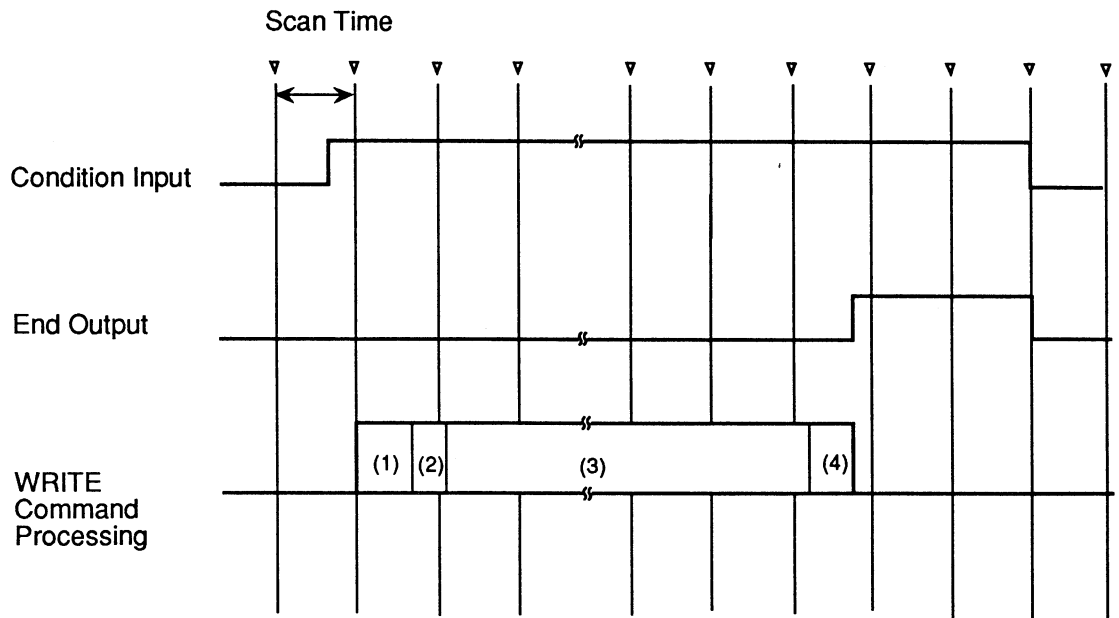 Scan Time
Condition Input
End Output
(1) (2) (3) (4)
WRITE
Command
Processing